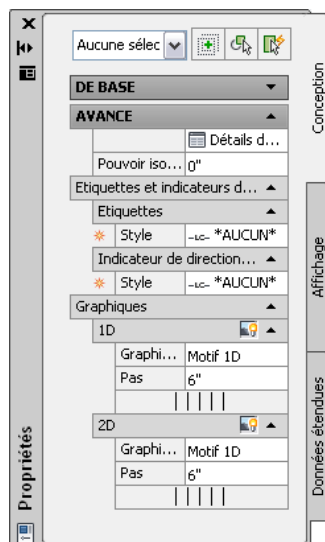 Aucune sélec
DE BASE
AVANCE
Détails d...
Pouvoir iso... 0"
Etiquettes et indicateurs d...
Etiquettes
Style -LC- *AUCUN*
Indicateur de direction...
Style -LC- *AUCUN*
Graphiques
1D
Graphi... Motif 1D
Pas 6"
2D
Graphi... Motif 1D
Pas 6"
Propriétés
Conception
Affichage
Données étendues